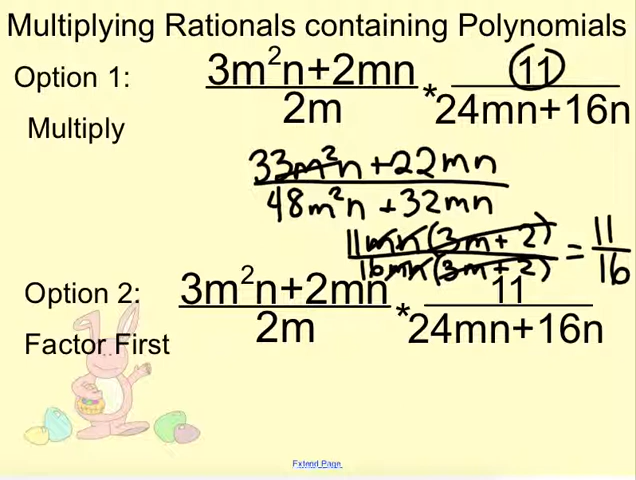 Multiplying Rationals containing Polynomials
Option 1:
Multiply
3m²n+2mn
2m
*
11
24mn+16n
33m²n +22mn
48m²n +32mn
11mn(3m+2)
16mn(3m+2)
=
11
16
Option 2:
Factor First
3m²n+2mn
2m
*
11
24mn+16n
Extend Page